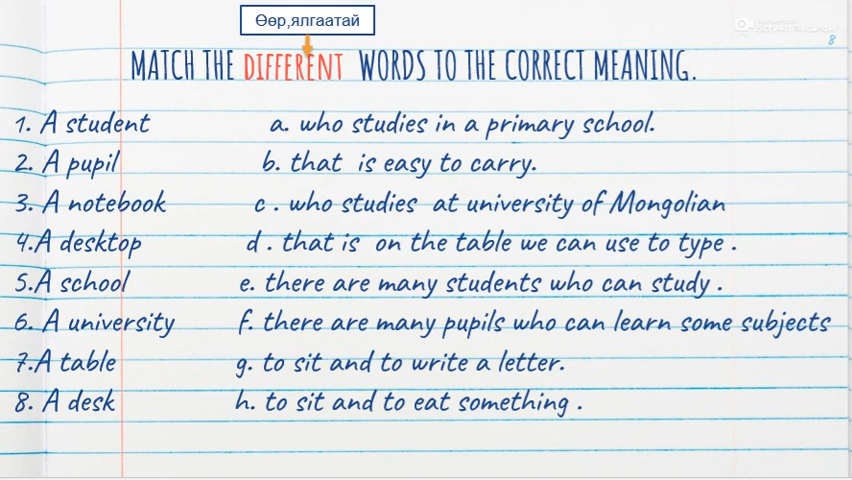 Өөр,ялгаатай
8
MATCH THE DIFFERENT WORDS TO THE CORRECT MEANING.
1. A student a. who studies in a primary school.
2. A pupil b. that is easy to carry.
3. A notebook c . who studies at university of Mongolian
4.A desktop d . that is on the table we can use to type .
5.A school e. there are many students who can study .
6. A university f. there are many pupils who can learn some subjects
7.A table g. to sit and to write a letter.
8. A desk h. to sit and to eat something .